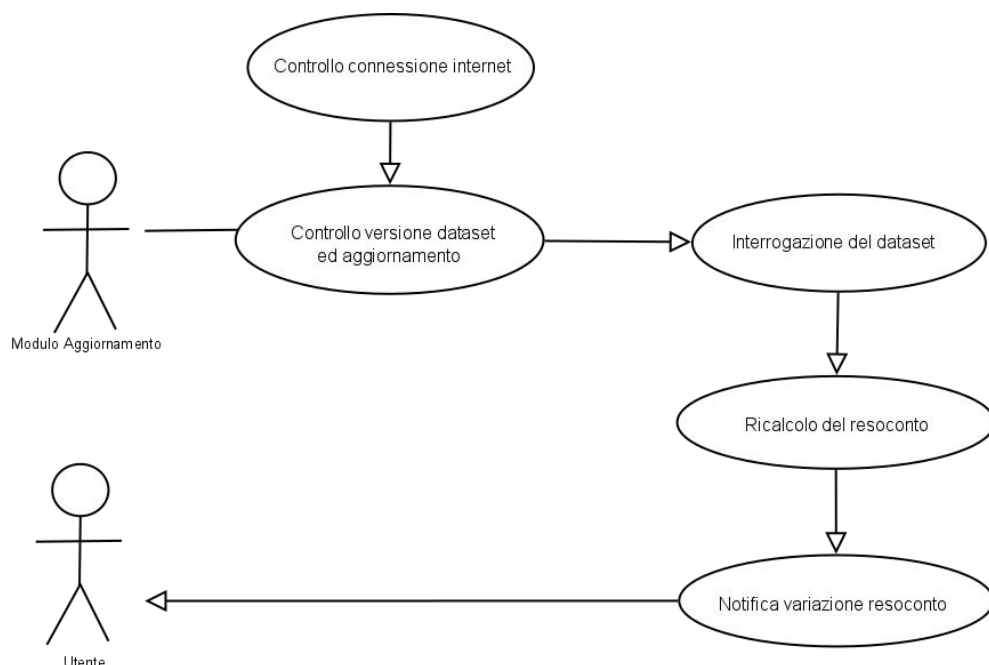 Controllo connessione internet
Controllo versione dataset
ed aggiornamento
Interrogazione del dataset
Modulo Aggiornamento
Ricalcolo del resoconto
Notifica variazione resoconto
Utente